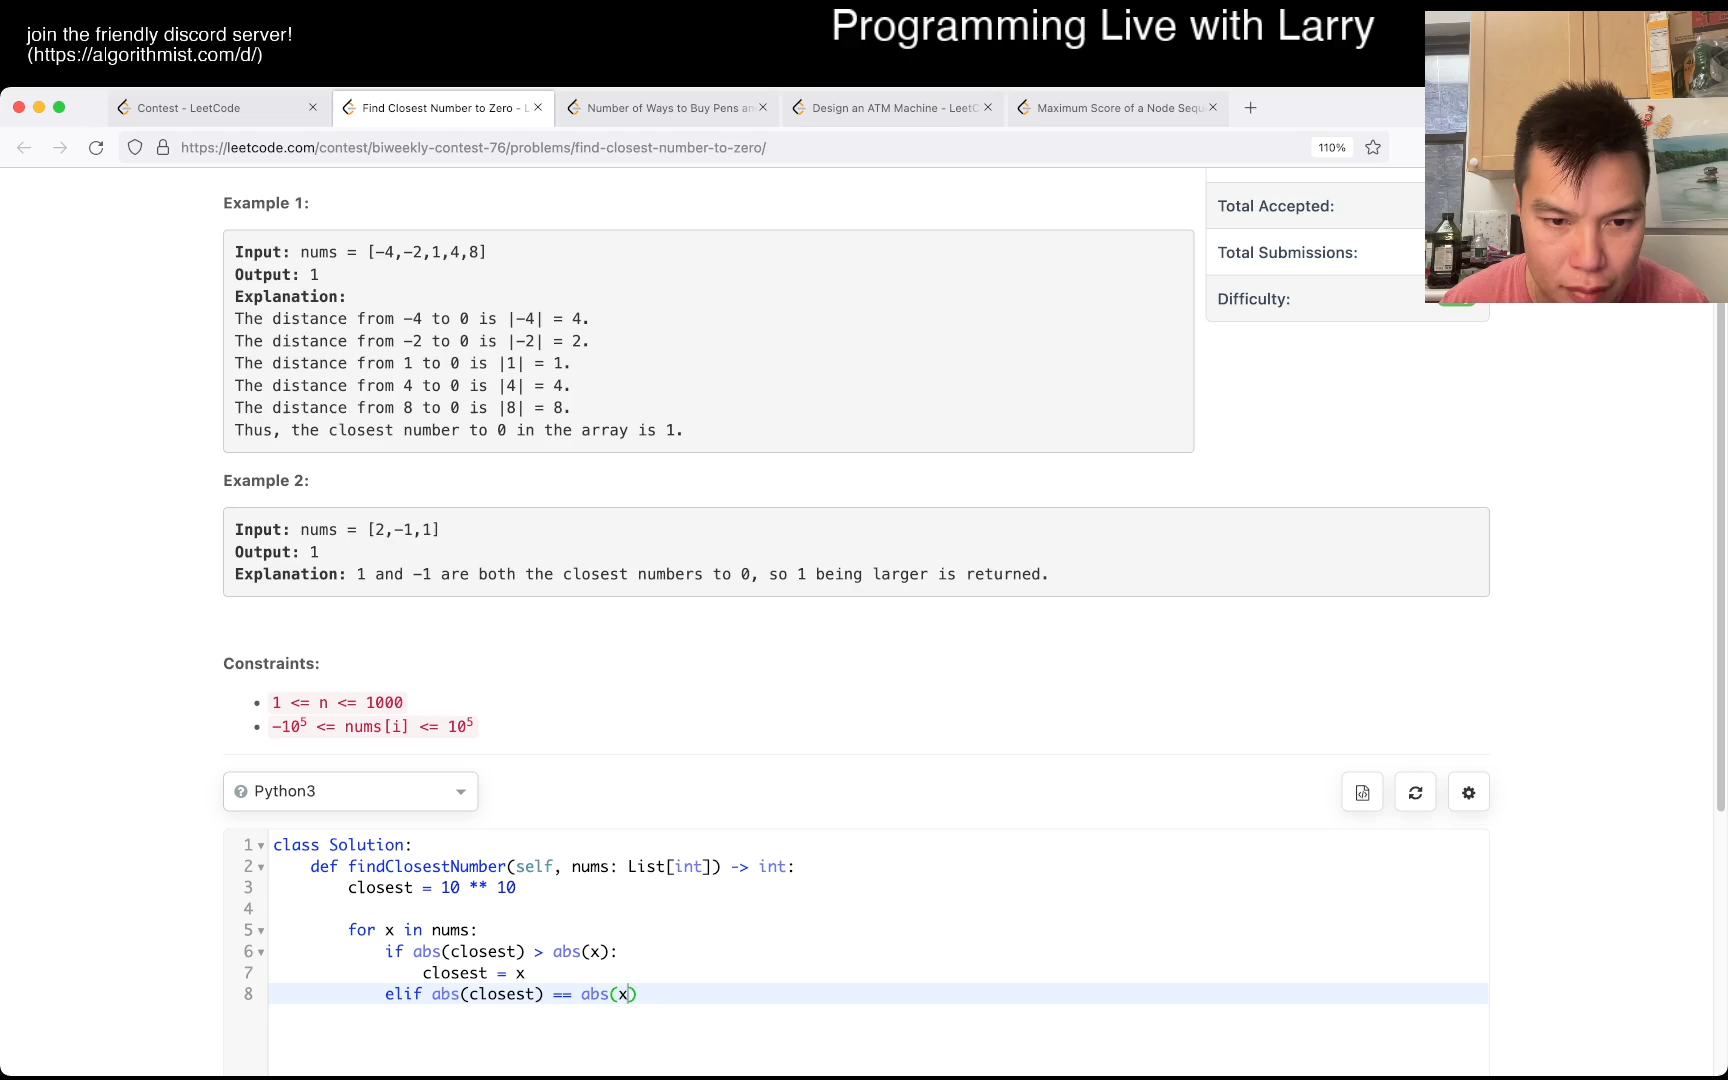 join the friendly discord server!
(https://algorithmist.com/d/)
Programming Live with Larry
Contest - LeetCode
Find Closest Number to Zero - L
Number of Ways to Buy Pens an
Design an ATM Machine - LeetC
Maximum Score of a Node Sequ
https://leetcode.com/contest/biweekly-contest-76/problems/find-closest-number-to-zero/
110%
Example 1:
Input: nums = [-4,-2,1,4,8]
Output: 1
Explanation:
The distance from -4 to 0 is |-4| = 4.
The distance from -2 to 0 is |-2| = 2.
The distance from 1 to 0 is |1| = 1.
The distance from 4 to 0 is |4| = 4.
The distance from 8 to 0 is |8| = 8.
Thus, the closest number to 0 in the array is 1.
Total Accepted:
Total Submissions:
Difficulty:
Example 2:
Input: nums = [2,-1,1]
Output: 1
Explanation: 1 and -1 are both the closest numbers to 0, so 1 being larger is returned.
Constraints:
• 1 <= n <= 1000
• -10⁵ <= nums[i] <= 10⁵
Python3
1 class Solution:
2 def findClosestNumber(self, nums: List[int]) -> int:
3 closest = 10 ** 10
4
5 for x in nums:
6 if abs(closest) > abs(x):
7 closest = x
8 elif abs(closest) == abs(x)